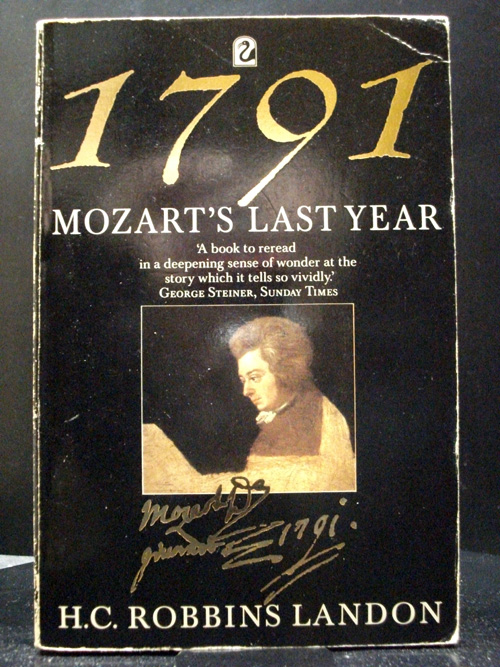 1791
MOZART'S LAST YEAR
'A book to reread
in a deepening sense of wonder at the
story which it tells so vividly.'
GEORGE STEINER, SUNDAY TIMES
1791.
H.C. ROBBINS LANDON